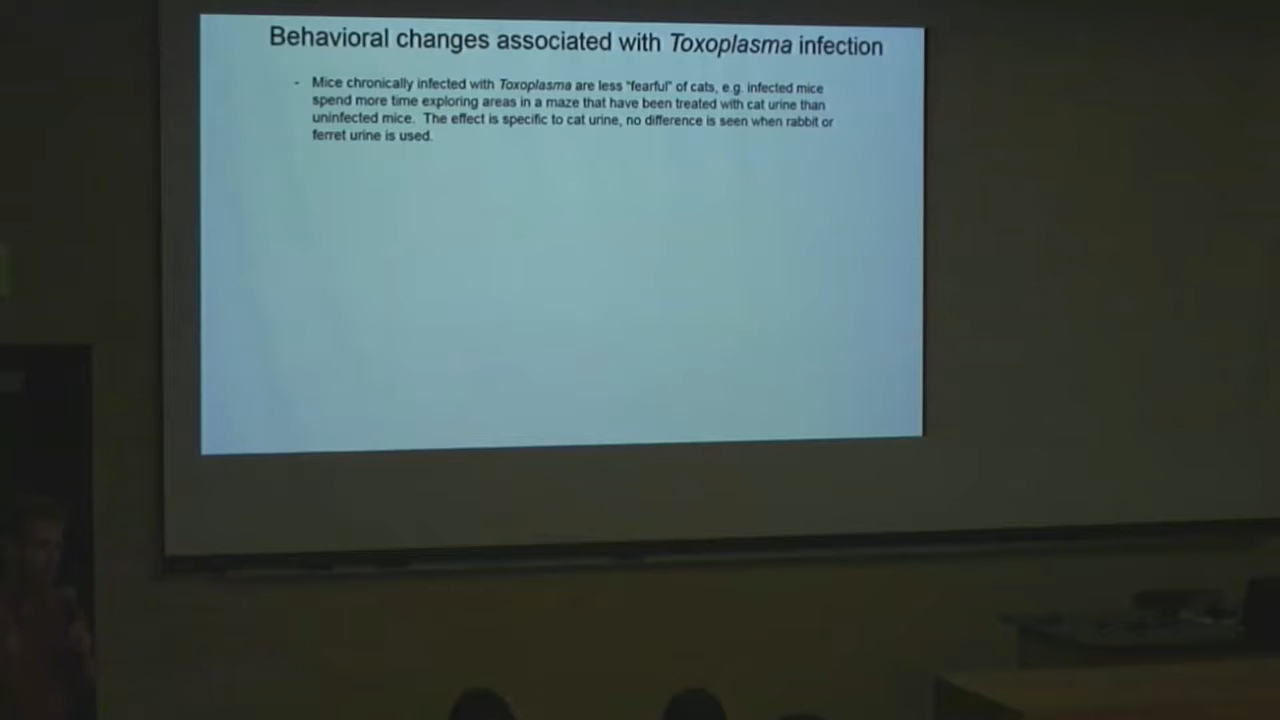 Behavioral changes associated with Toxoplasma infection
- Mice chronically infected with Toxoplasma are less "fearful" of cats, e.g. infected mice
spend more time exploring areas in a maze that have been treated with cat urine than
uninfected mice. The effect is specific to cat urine, no difference is seen when rabbit or
ferret urine is used.